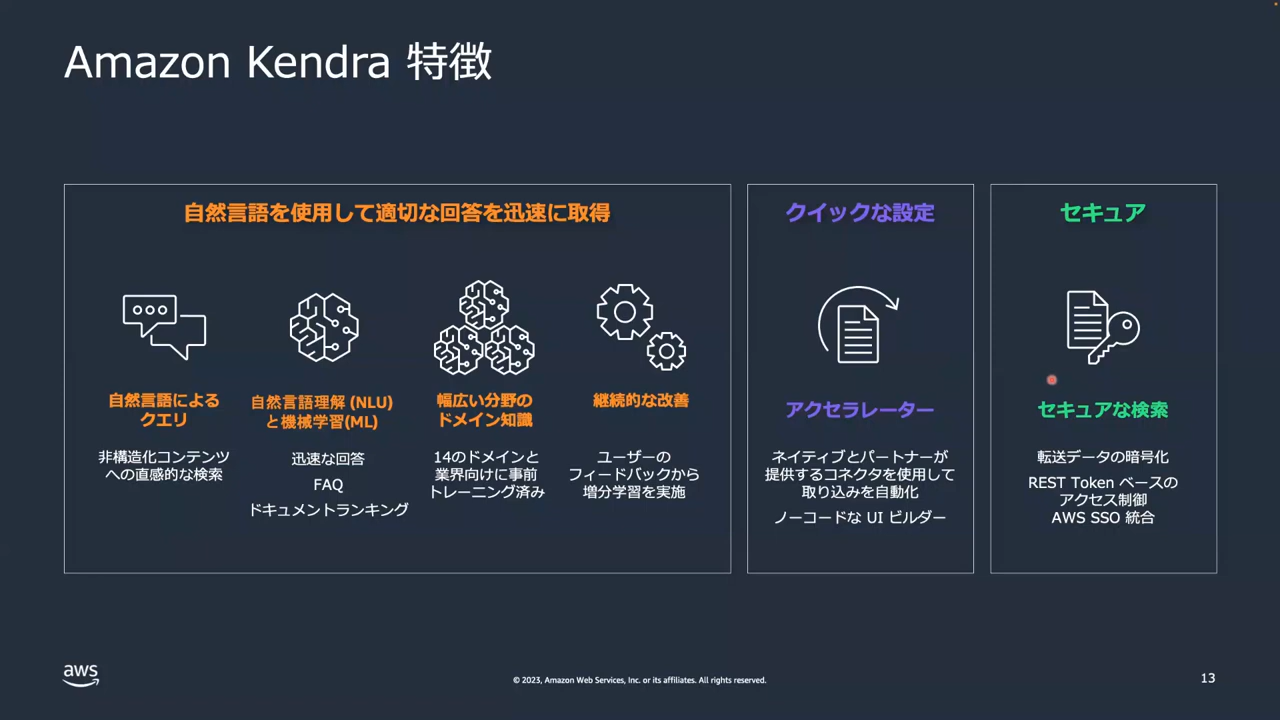 Amazon Kendra 特徴
自然言語を使用して適切な回答を迅速に取得
自然言語による
クエリ
非構造化コンテンツ
への直感的な検索
自然言語理解 (NLU)
と機械学習(ML)
迅速な回答
FAQ
ドキュメントランキング
幅広い分野の
ドメイン知識
14のドメインと
業界向けに事前
トレーニング済み
継続的な改善
ユーザーの
フィードバックから
増分学習を実施
クイックな設定
アクセラレーター
ネイティブとパートナーが
提供するコネクタを使用して
取り込みを自動化
ノーコードな UI ビルダー
セキュア
セキュアな検索
転送データの暗号化
REST Token ベースの
アクセス制御
AWS SSO 統合
aws
© 2023, Amazon Web Services, Inc. or its affiliates. All rights reserved.
13